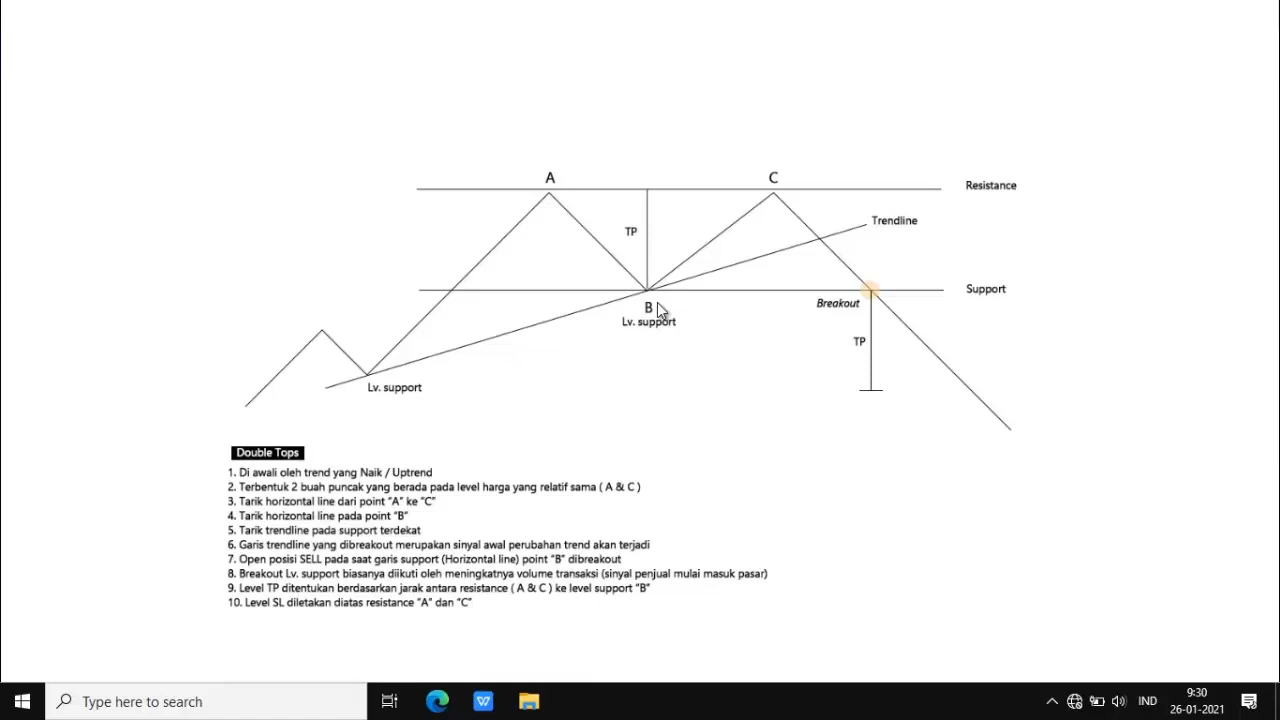 A
C
Resistance
Trendline
TP
Support
Breakout
B
Lv. support
TP
Lv. support
Double Tops
1. Di awali oleh trend yang Naik / Uptrend
2. Terbentuk 2 buah puncak yang berada pada level harga yang relatif sama ( A & C )
3. Tarik horizontal line dari point “A” ke “C”
4. Tarik horizontal line pada point “B”
5. Tarik trendline pada support terdekat
6. Garis trendline yang dibreakout merupakan sinyal awal perubahan trend akan terjadi
7. Open posisi SELL pada saat garis support (Horizontal line) point “B” dibreakout
8. Breakout Lv. support biasanya diikuti oleh meningkatnya volume transaksi (sinyal penjual mulai masuk pasar)
9. Level TP ditentukan berdasarkan jarak antara resistance ( A & C ) ke level support “B”
10. Level SL diletakan diatas resistance “A” dan “C”
Type here to search
IND
9:30
26-01-2021